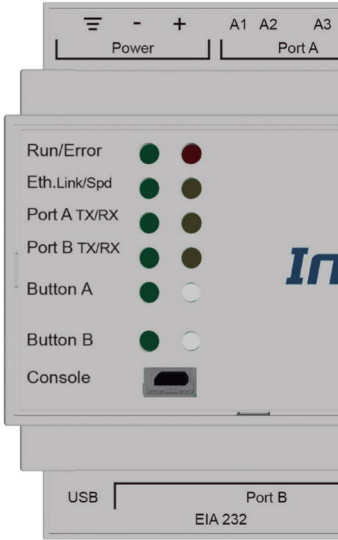 - +
A1 A2 A3
Power
Port A
Run/Error
Eth.Link/Spd
Port A TX/RX
Port B TX/RX
In
Button A
Button B
Console
USB
Port B
EIA 232